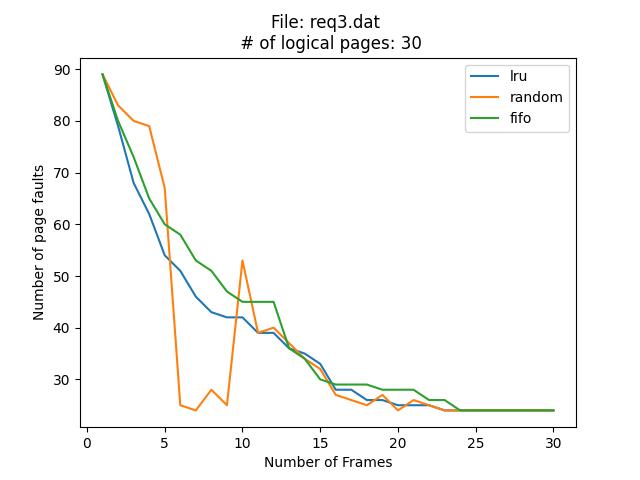 File: req3.dat
# of logical pages: 30
lru
random
fifo
Number of page faults
90
80
70
60
50
40
30
0 5 10 15 20 25 30
Number of Frames